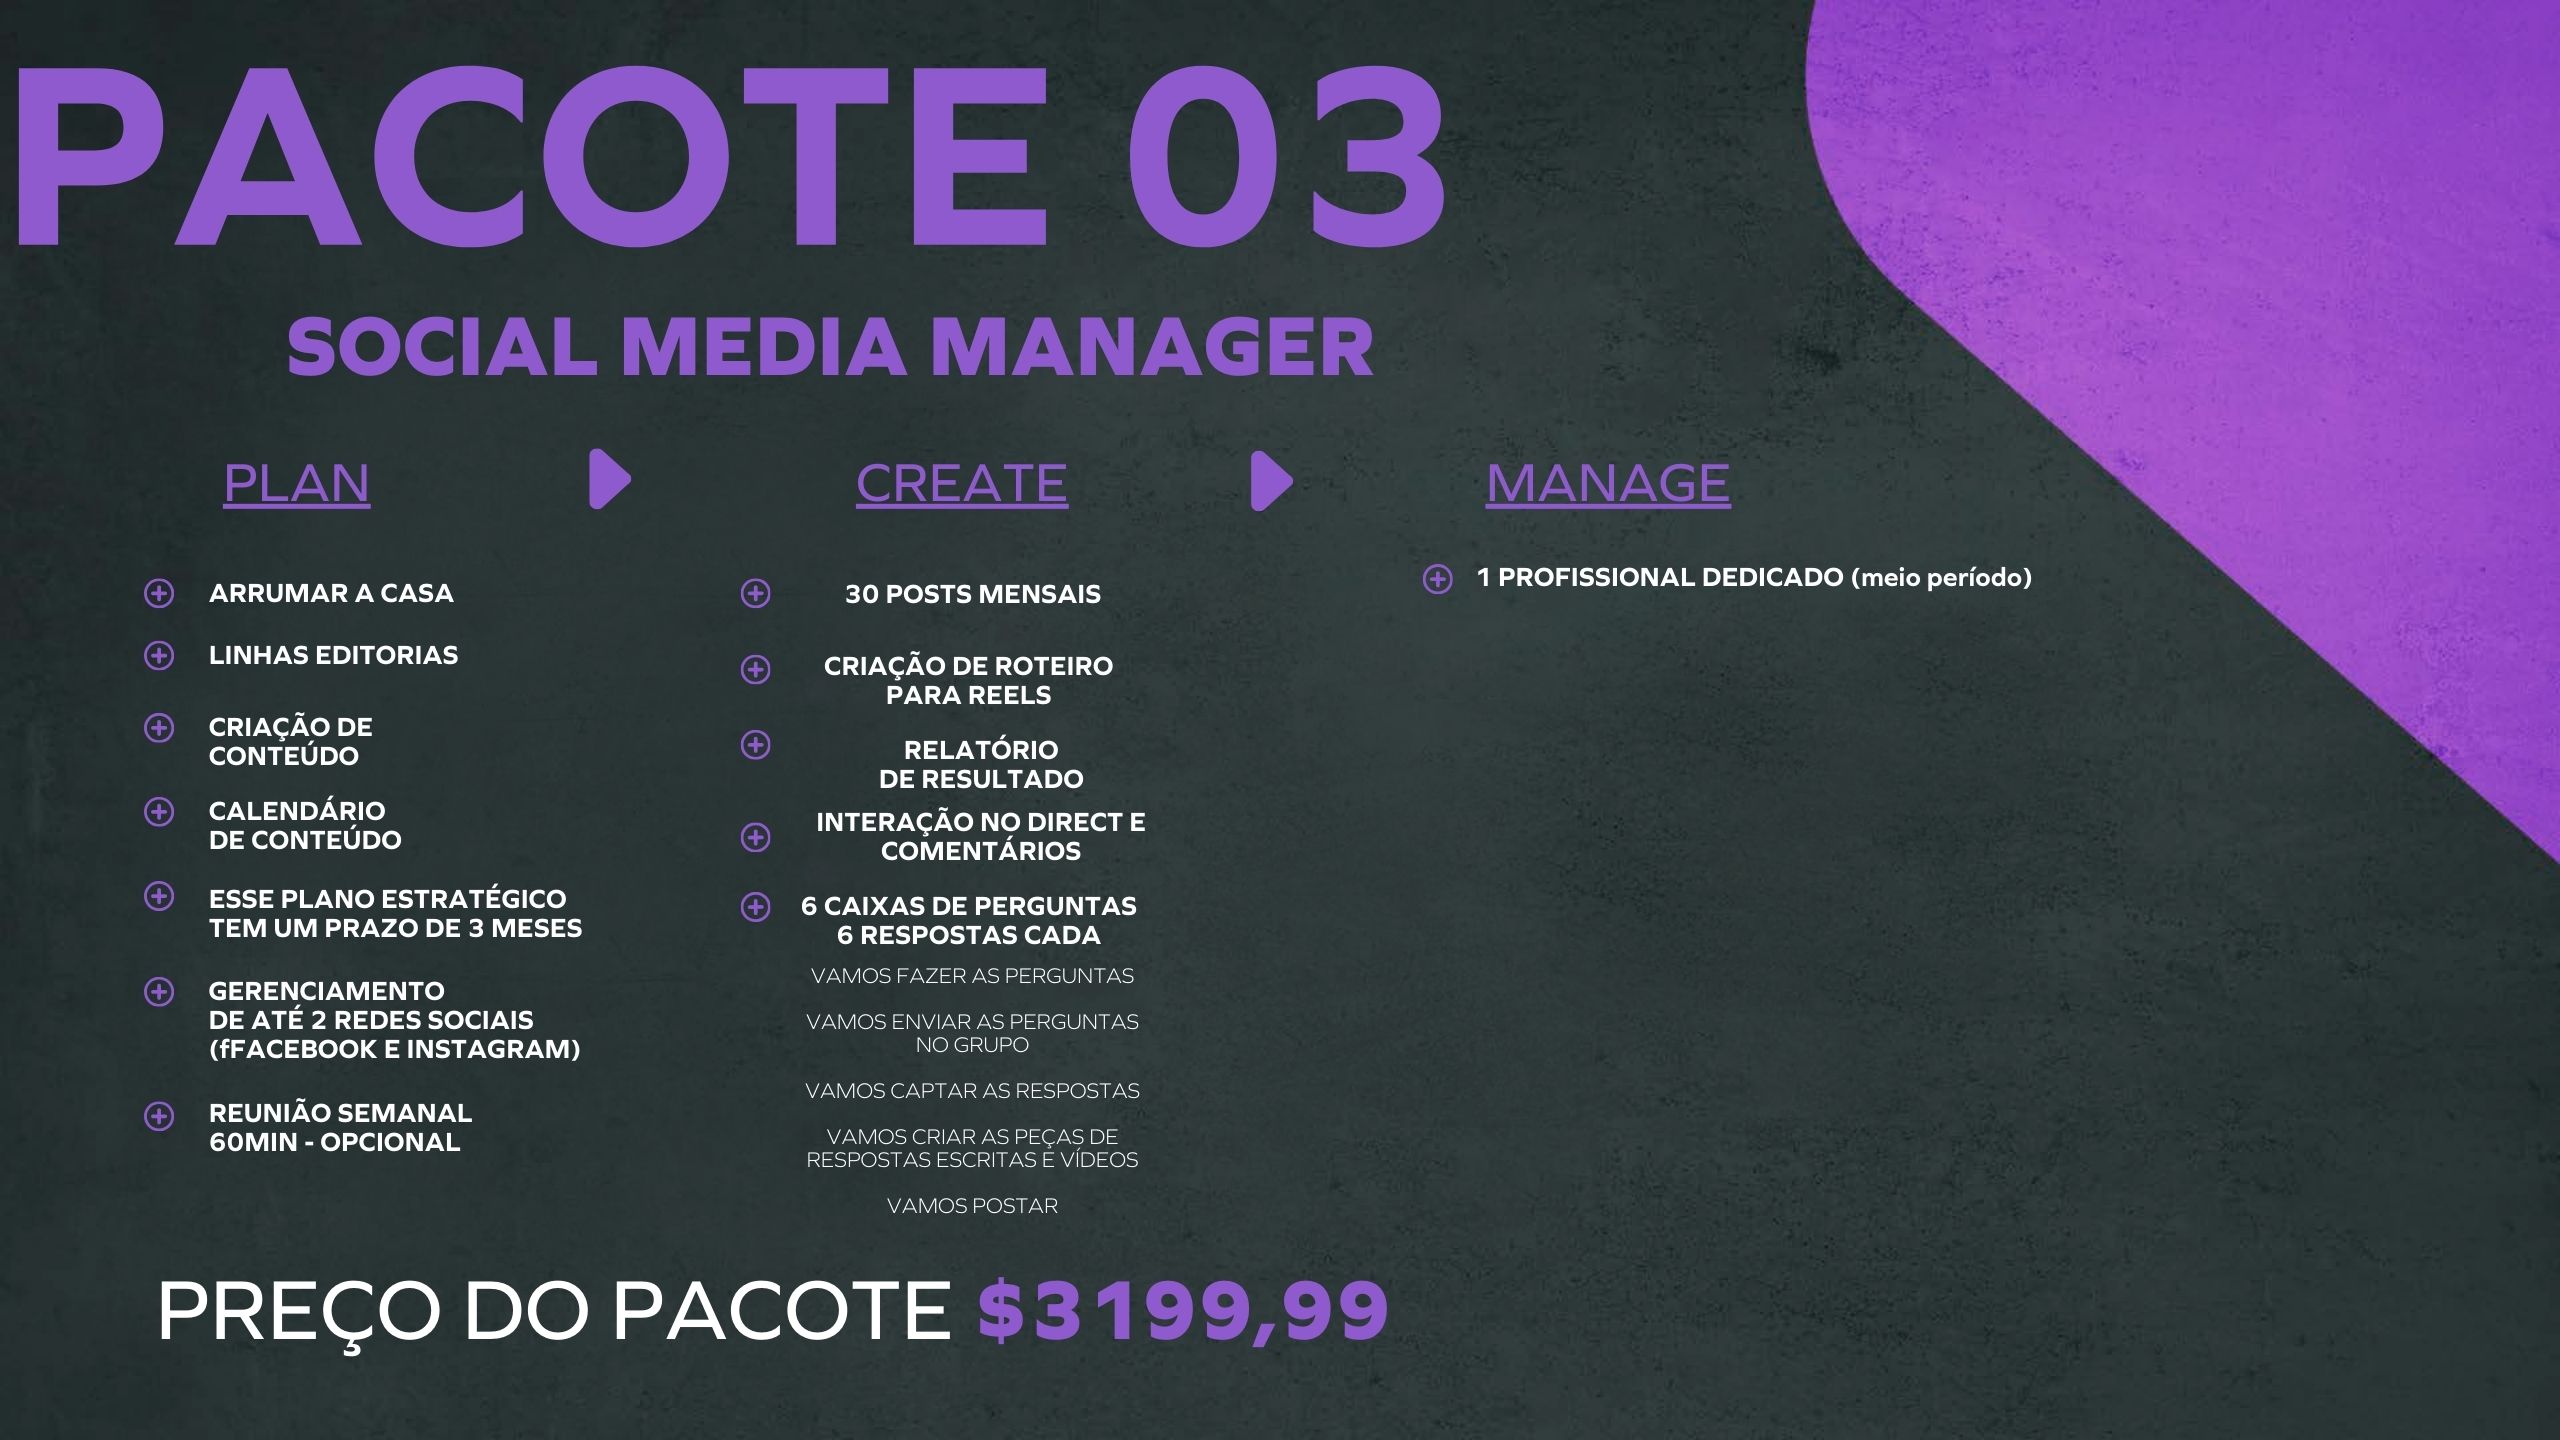 PACOTE 03
SOCIAL MEDIA MANAGER
PLAN
ARRUMAR A CASA
LINHAS EDITORIAS
CRIAÇÃO DE
CONTEÚDO
CALENDÁRIO
DE CONTEÚDO
ESSE PLANO ESTRATÉGICO
TEM UM PRAZO DE 3 MESES
GERENCIAMENTO
DE ATÉ 2 REDES SOCIAIS
(fFACEBOOK E INSTAGRAM)
REUNIÃO SEMANAL
60MIN - OPCIONAL
CREATE
30 POSTS MENSAIS
CRIAÇÃO DE ROTEIRO
PARA REELS
RELATÓRIO
DE RESULTADO
INTERAÇÃO NO DIRECT E
COMENTÁRIOS
6 CAIXAS DE PERGUNTAS
6 RESPOSTAS CADA
VAMOS FAZER AS PERGUNTAS
VAMOS ENVIAR AS PERGUNTAS
NO GRUPO
VAMOS CAPTAR AS RESPOSTAS
VAMOS CRIAR AS PEÇAS DE
RESPOSTAS ESCRITAS E VÍDEOS
VAMOS POSTAR
MANAGE
1 PROFISSIONAL DEDICADO (meio período)
PREÇO DO PACOTE $3199,99